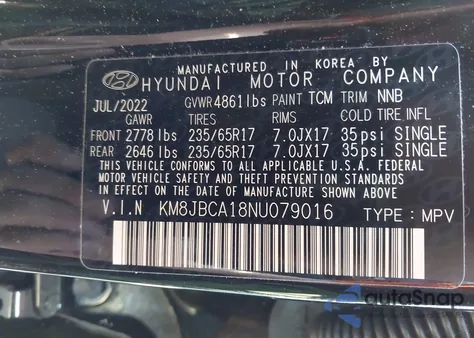 MANUFACTURED IN KOREA BY
HYUNDAI MOTOR COMPANY
JUL/2022 GVWR 4861lbs PAINT TCM TRIM NNB
GAWR TIRES RIMS COLD TIRE INFL
FRONT 2778 lbs 235/65R17 7.0JX17 35psi SINGLE
REAR 2646 lbs 235/65R17 7.0JX17 35psi SINGLE
THIS VEHICLE CONFORMS TO ALL APPLICABLE U.S.A. FEDERAL
MOTOR VEHICLE SAFETY AND THEFT PREVENTION STANDARDS
IN EFFECT ON THE DATE OF MANUFACTURE SHOWN ABOVE
V.I.N KM8JBCA18NU079016 TYPE : MPV
autoSnap